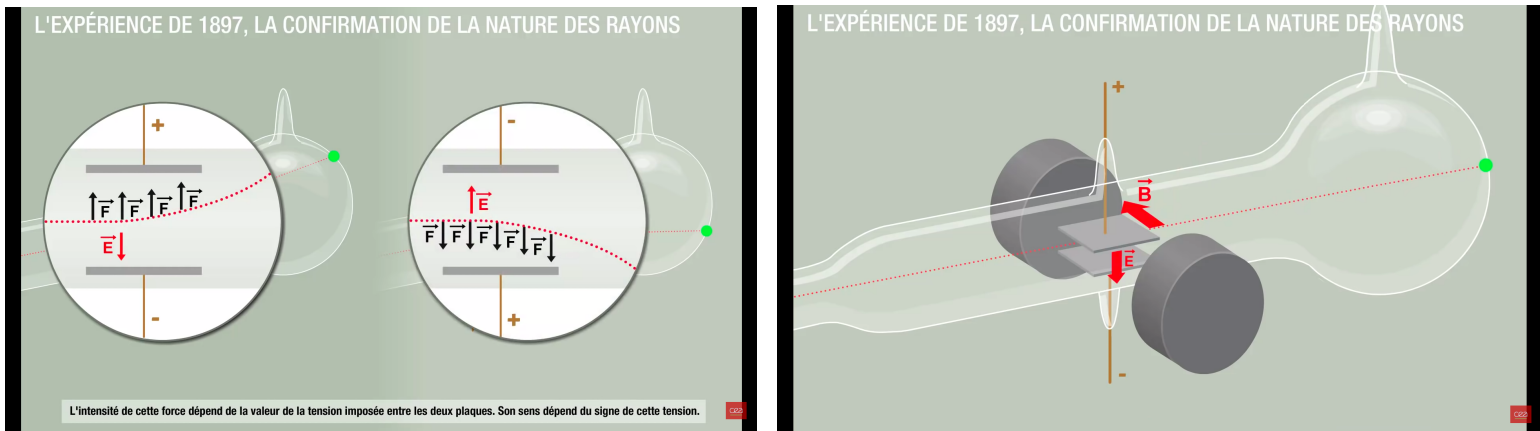 L'EXPÉRIENCE DE 1897, LA CONFIRMATION DE LA NATURE DES RAYONS
+
F F F F
E
-
-
E
F F F F F
+
L'intensité de cette force dépend de la valeur de la tension imposée entre les deux plaques. Son sens dépend du signe de cette tension.
cea
L'EXPÉRIENCE DE 1897, LA CONFIRMATION DE LA NATURE DES RAYONS
+
B
E
-
cea